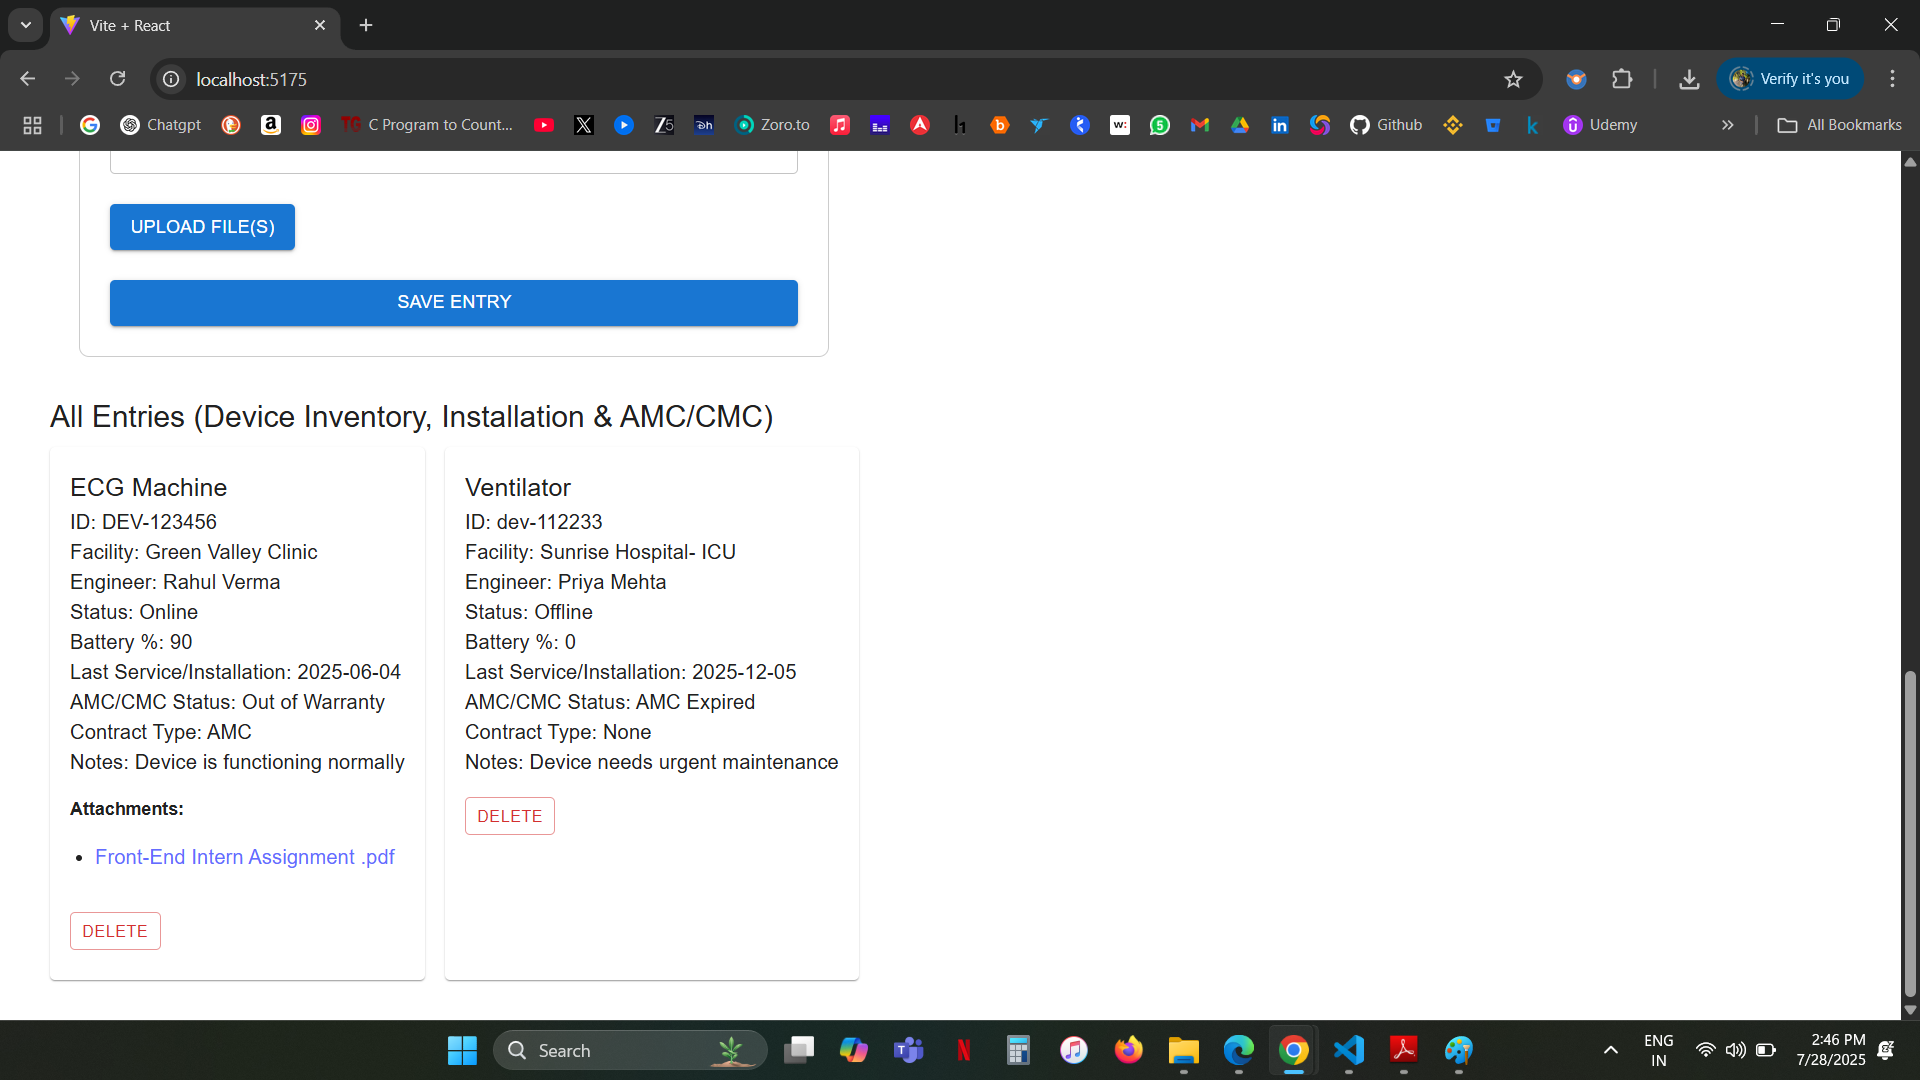 Vite + React
localhost:5175
Verify it's you
Chatgpt
C Program to Count...
Zoro.to
Github
Udemy
All Bookmarks
UPLOAD FILE(S)
SAVE ENTRY
All Entries (Device Inventory, Installation & AMC/CMC)
ECG Machine
ID: DEV-123456
Facility: Green Valley Clinic
Engineer: Rahul Verma
Status: Online
Battery %: 90
Last Service/Installation: 2025-06-04
AMC/CMC Status: Out of Warranty
Contract Type: AMC
Notes: Device is functioning normally
Attachments:
Front-End Intern Assignment .pdf
DELETE
Ventilator
ID: dev-112233
Facility: Sunrise Hospital- ICU
Engineer: Priya Mehta
Status: Offline
Battery %: 0
Last Service/Installation: 2025-12-05
AMC/CMC Status: AMC Expired
Contract Type: None
Notes: Device needs urgent maintenance
DELETE
Search
ENG
IN
2:46 PM
7/28/2025